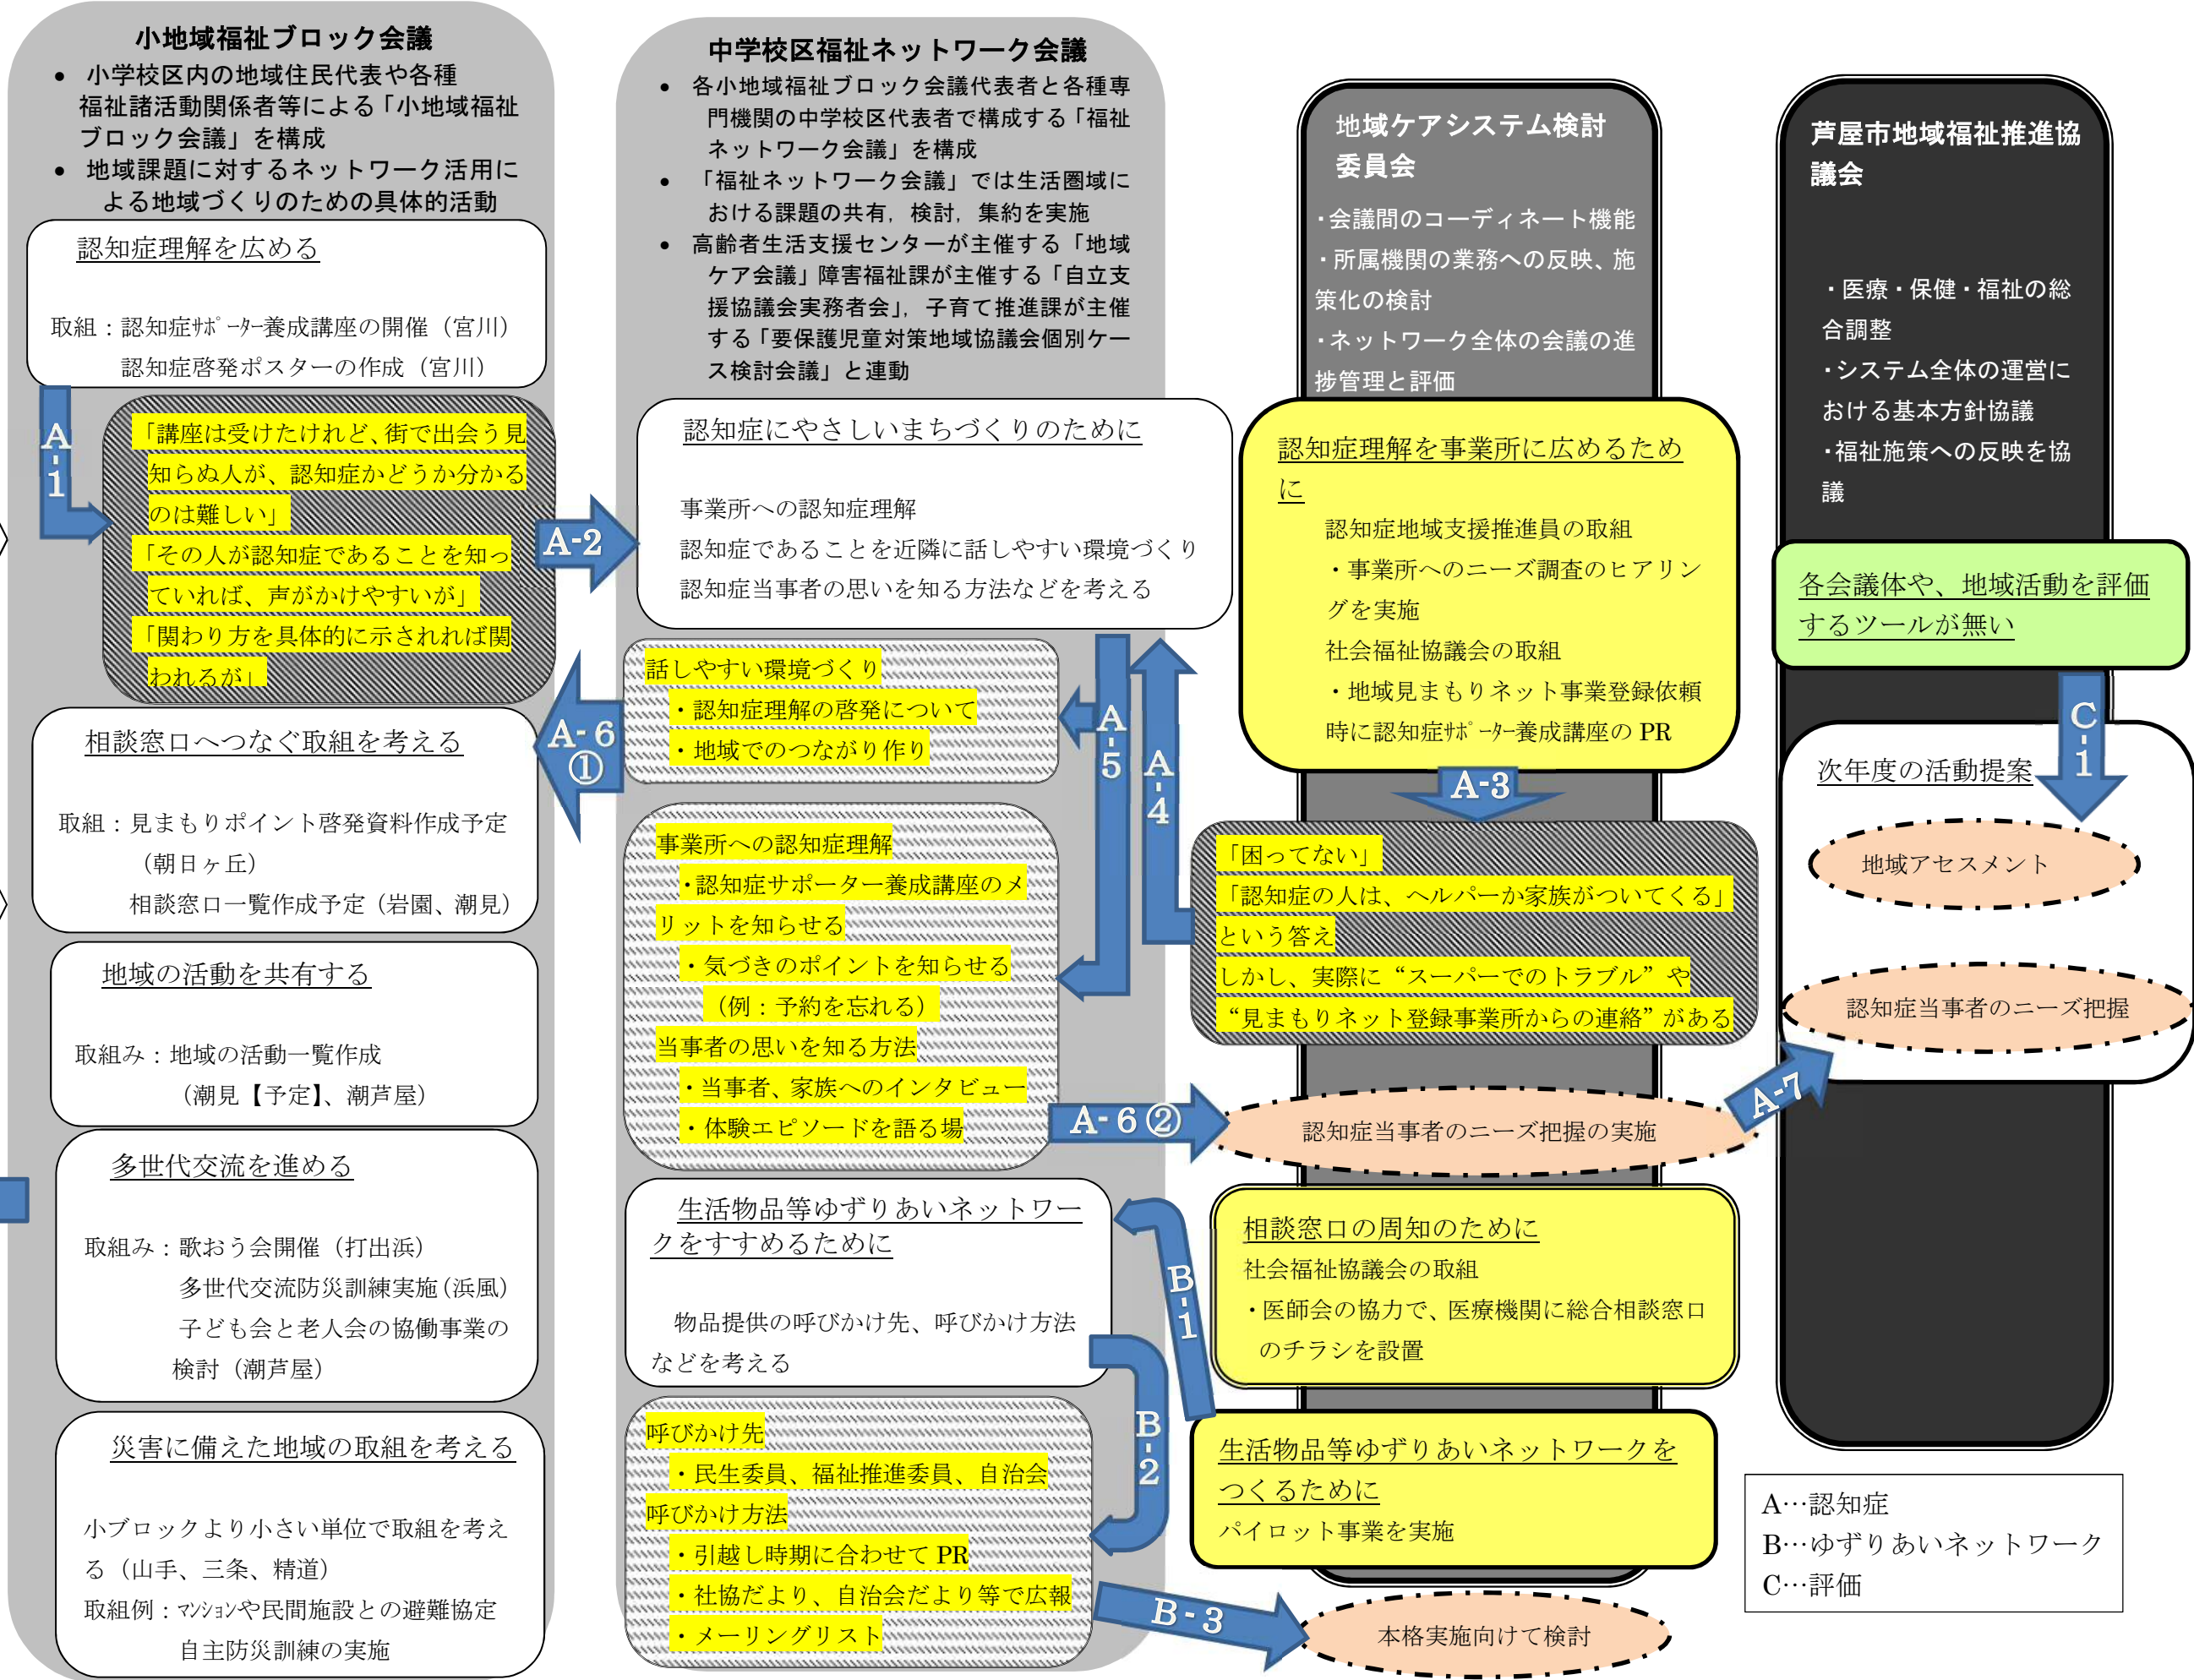 小地域福祉ブロック会議
• 小学校区内の地域住民代表や各種
福祉諸活動関係者等による「小地域福祉
ブロック会議」を構成
• 地域課題に対するネットワーク活用に
よる地域づくりのための具体的活動
認知症理解を広める
取組：認知症ｻﾎﾟｰﾀｰ養成講座の開催（宮川）
認知症啓発ポスターの作成（宮川）
A-1
「講座は受けたけれど、街で出会う見
知らぬ人が、認知症かどうか分かる
のは難しい」
「その人が認知症であることを知っ
ていれば、声がかけやすいが」
「関わり方を具体的に示されれば関
われるが」
A-2
相談窓口へつなぐ取組を考える
取組：見まもりポイント啓発資料作成予定
（朝日ヶ丘）
相談窓口一覧作成予定（岩園、潮見）
地域の活動を共有する
取組み：地域の活動一覧作成
（潮見【予定】、潮芦屋）
多世代交流を進める
取組み：歌おう会開催（打出浜）
多世代交流防災訓練実施（浜風）
子ども会と老人会の協働事業の
検討（潮芦屋）
災害に備えた地域の取組を考える
小ブロックより小さい単位で取組を考え
る（山手、三条、精道）
取組例：ﾏﾝｼｮﾝや民間施設との避難協定
自主防災訓練の実施
中学校区福祉ネットワーク会議
• 各小地域福祉ブロック会議代表者と各種専
門機関の中学校区代表者で構成する「福祉
ネットワーク会議」を構成
• 「福祉ネットワーク会議」では生活圏域に
おける課題の共有，検討，集約を実施
• 高齢者生活支援センターが主催する「地域
ケア会議」障害福祉課が主催する「自立支
援協議会実務者会」，子育て推進課が主催
する「要保護児童対策地域協議会個別ケー
ス検討会議」と連動
認知症にやさしいまちづくりのために
事業所への認知症理解
認知症であることを近隣に話しやすい環境づくり
認知症当事者の思いを知る方法などを考える
話しやすい環境づくり
・認知症理解の啓発について
・地域でのつながり作り
A-6
①
A-5
A-4
事業所への認知症理解
・認知症サポーター養成講座のメ
リットを知らせる
・気づきのポイントを知らせる
（例：予約を忘れる）
当事者の思いを知る方法
・当事者、家族へのインタビュー
・体験エピソードを語る場
A-6②
生活物品等ゆずりあいネットワー
クをすすめるために
物品提供の呼びかけ先、呼びかけ方法
などを考える
B-1
B-2
呼びかけ先
・民生委員、福祉推進委員、自治会
呼びかけ方法
・引越し時期に合わせて PR
・社協だより、自治会だより等で広報
・メーリングリスト
B-3
地域ケアシステム検討
委員会
・会議間のコーディネート機能
・所属機関の業務への反映、施
策化の検討
・ネットワーク全体の会議の進
捗管理と評価
認知症理解を事業所に広めるため
に
認知症地域支援推進員の取組
・事業所へのニーズ調査のヒアリン
グを実施
社会福祉協議会の取組
・地域見まもりネット事業登録依頼
時に認知症ｻﾎﾟｰﾀｰ養成講座の PR
A-3
「困ってない」
「認知症の人は、ヘルパーか家族がついてくる」
という答え
しかし、実際に“スーパーでのトラブル”や
“見まもりネット登録事業所からの連絡”がある
認知症当事者のニーズ把握の実施
A-7
相談窓口の周知のために
社会福祉協議会の取組
・医師会の協力で、医療機関に総合相談窓口
のチラシを設置
生活物品等ゆずりあいネットワークを
つくるために
パイロット事業を実施
本格実施向けて検討
芦屋市地域福祉推進協
議会
・医療・保健・福祉の総
合調整
・システム全体の運営に
おける基本方針協議
・福祉施策への反映を協
議
各会議体や、地域活動を評価
するツールが無い
C-1
次年度の活動提案
地域アセスメント
認知症当事者のニーズ把握
A…認知症
B…ゆずりあいネットワーク
C…評価